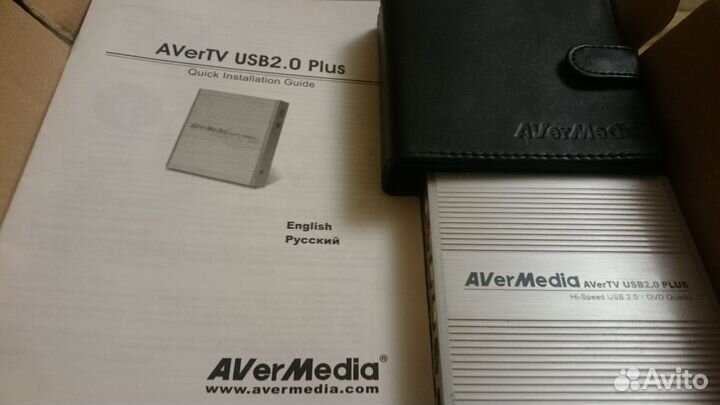 AVerTV USB2.0 Plus
Quick Installation Guide
AVerMedia
English
Русский
AVerMedia®
www.avermedia.com
AVerMedia
AVerMedia AVerTV USB2.0 PLUS
Hi-Speed USB 2.0 · DVD Quality
Avito